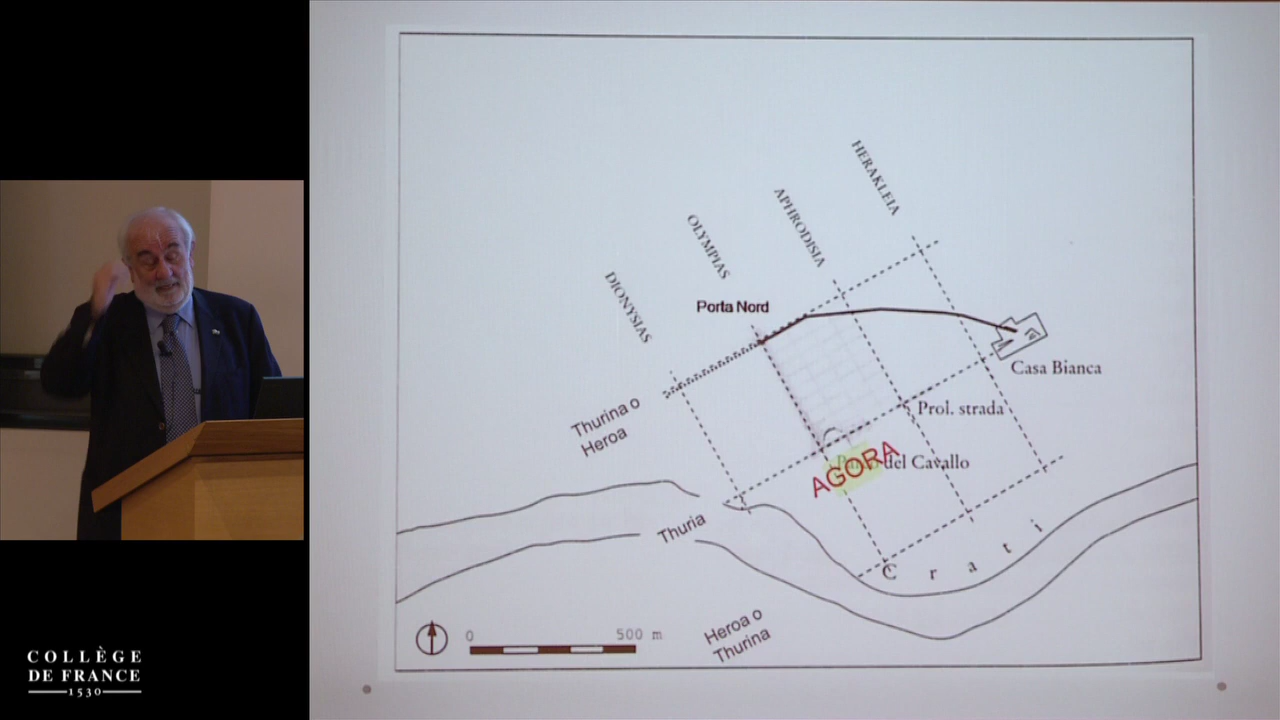 HERAKLEIA
APHRODISIA
OLYMPIAS
DIONYSIAS
Porta Nord
Casa Bianca
Thurina o
Heroa
Prol. strada
AGORA
del Cavallo
Thuria
Crati
Heroa o
Thurina
0 500 m
COLLÈGE
DE FRANCE
1530